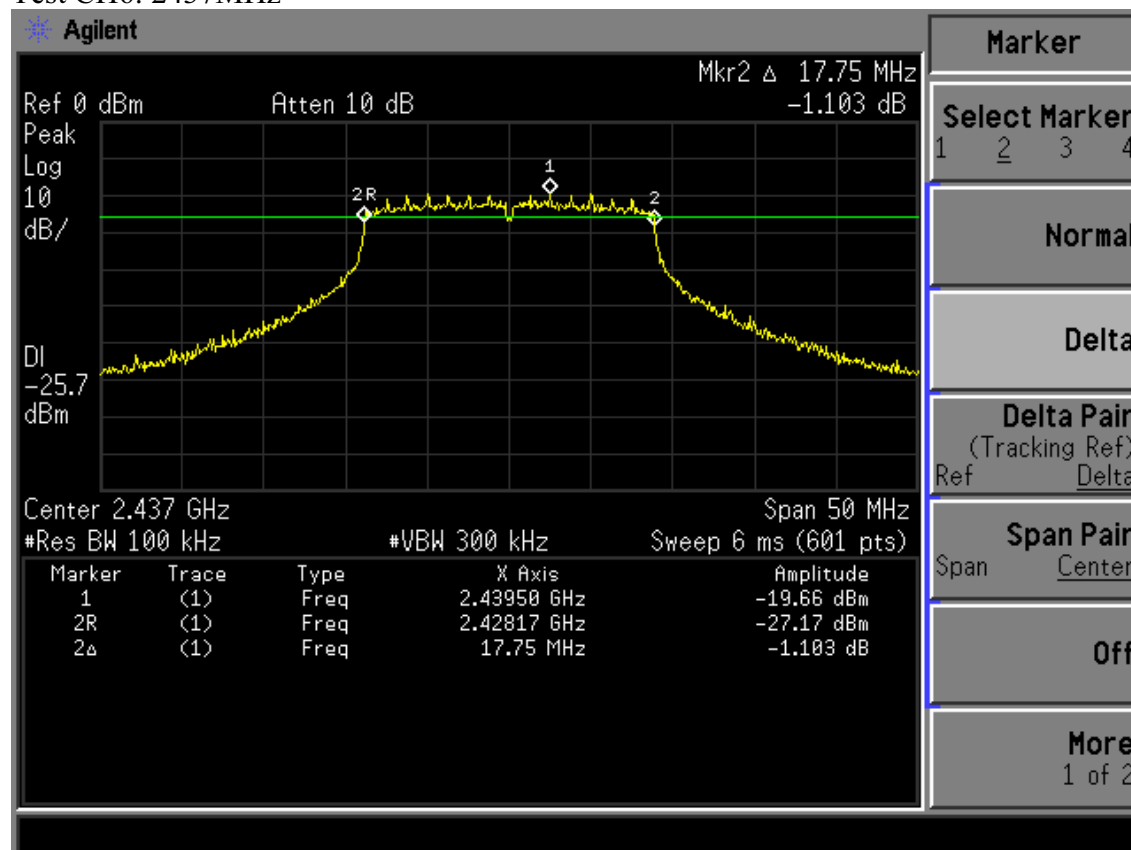 Test CH6: 2437MHz
Agilent
Mkr2 Δ 17.75 MHz
Ref 0 dBm Atten 10 dB -1.103 dB
Peak
Log
10
dB/
DI
-25.7
dBm
2R
1
2
Center 2.437 GHz Span 50 MHz
#Res BW 100 kHz #VBW 300 kHz Sweep 6 ms (601 pts)
Marker Trace Type X Axis Amplitude
1 (1) Freq 2.43950 GHz -19.66 dBm
2R (1) Freq 2.42817 GHz -27.17 dBm
2Δ (1) Freq 17.75 MHz -1.103 dB
Marker
Select Marker
1 2 3 4
Normal
Delta
Delta Pair
(Tracking Ref)
Ref Delta
Span Pair
Span Center
Off
More
1 of 2